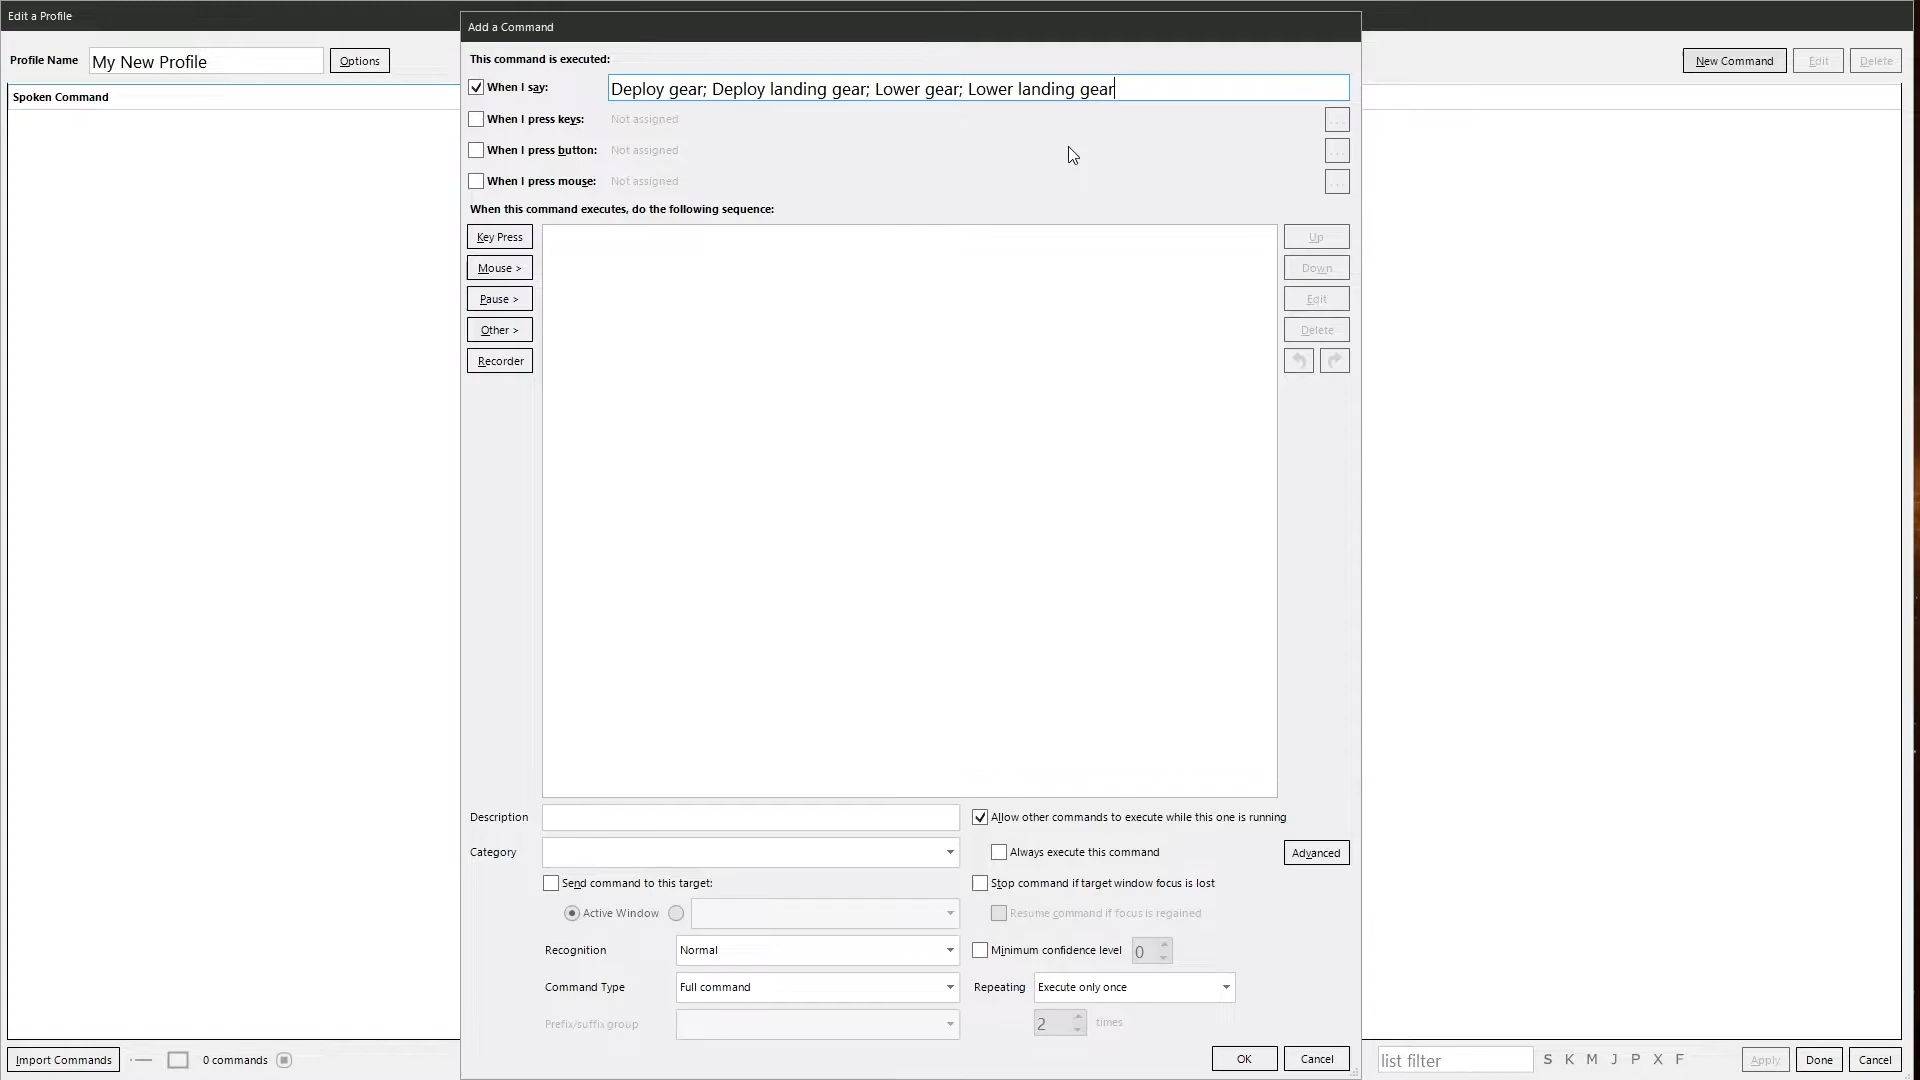 Edit a Profile
Add a Command
Profile Name
My New Profile
Options
New Command
Edit
Delete
Spoken Command
This command is executed:
When I say:
Deploy gear; Deploy landing gear; Lower gear; Lower landing gear
When I press keys:
Not assigned
...
When I press button:
Not assigned
...
When I press mouse:
Not assigned
...
When this command executes, do the following sequence:
Key Press
Mouse >
Pause >
Other >
Recorder
Up
Down
Edit
Delete
Description
Allow other commands to execute while this one is running
Category
Always execute this command
Advanced
Send command to this target:
Stop command if target window focus is lost
Active Window
Resume command if focus is regained
Recognition
Normal
Minimum confidence level
0
Command Type
Full command
Repeating
Execute only once
Prefix/suffix group
2
times
OK
Cancel
Import Commands
0 commands
list filter
S K M J P X F
Apply
Done
Cancel